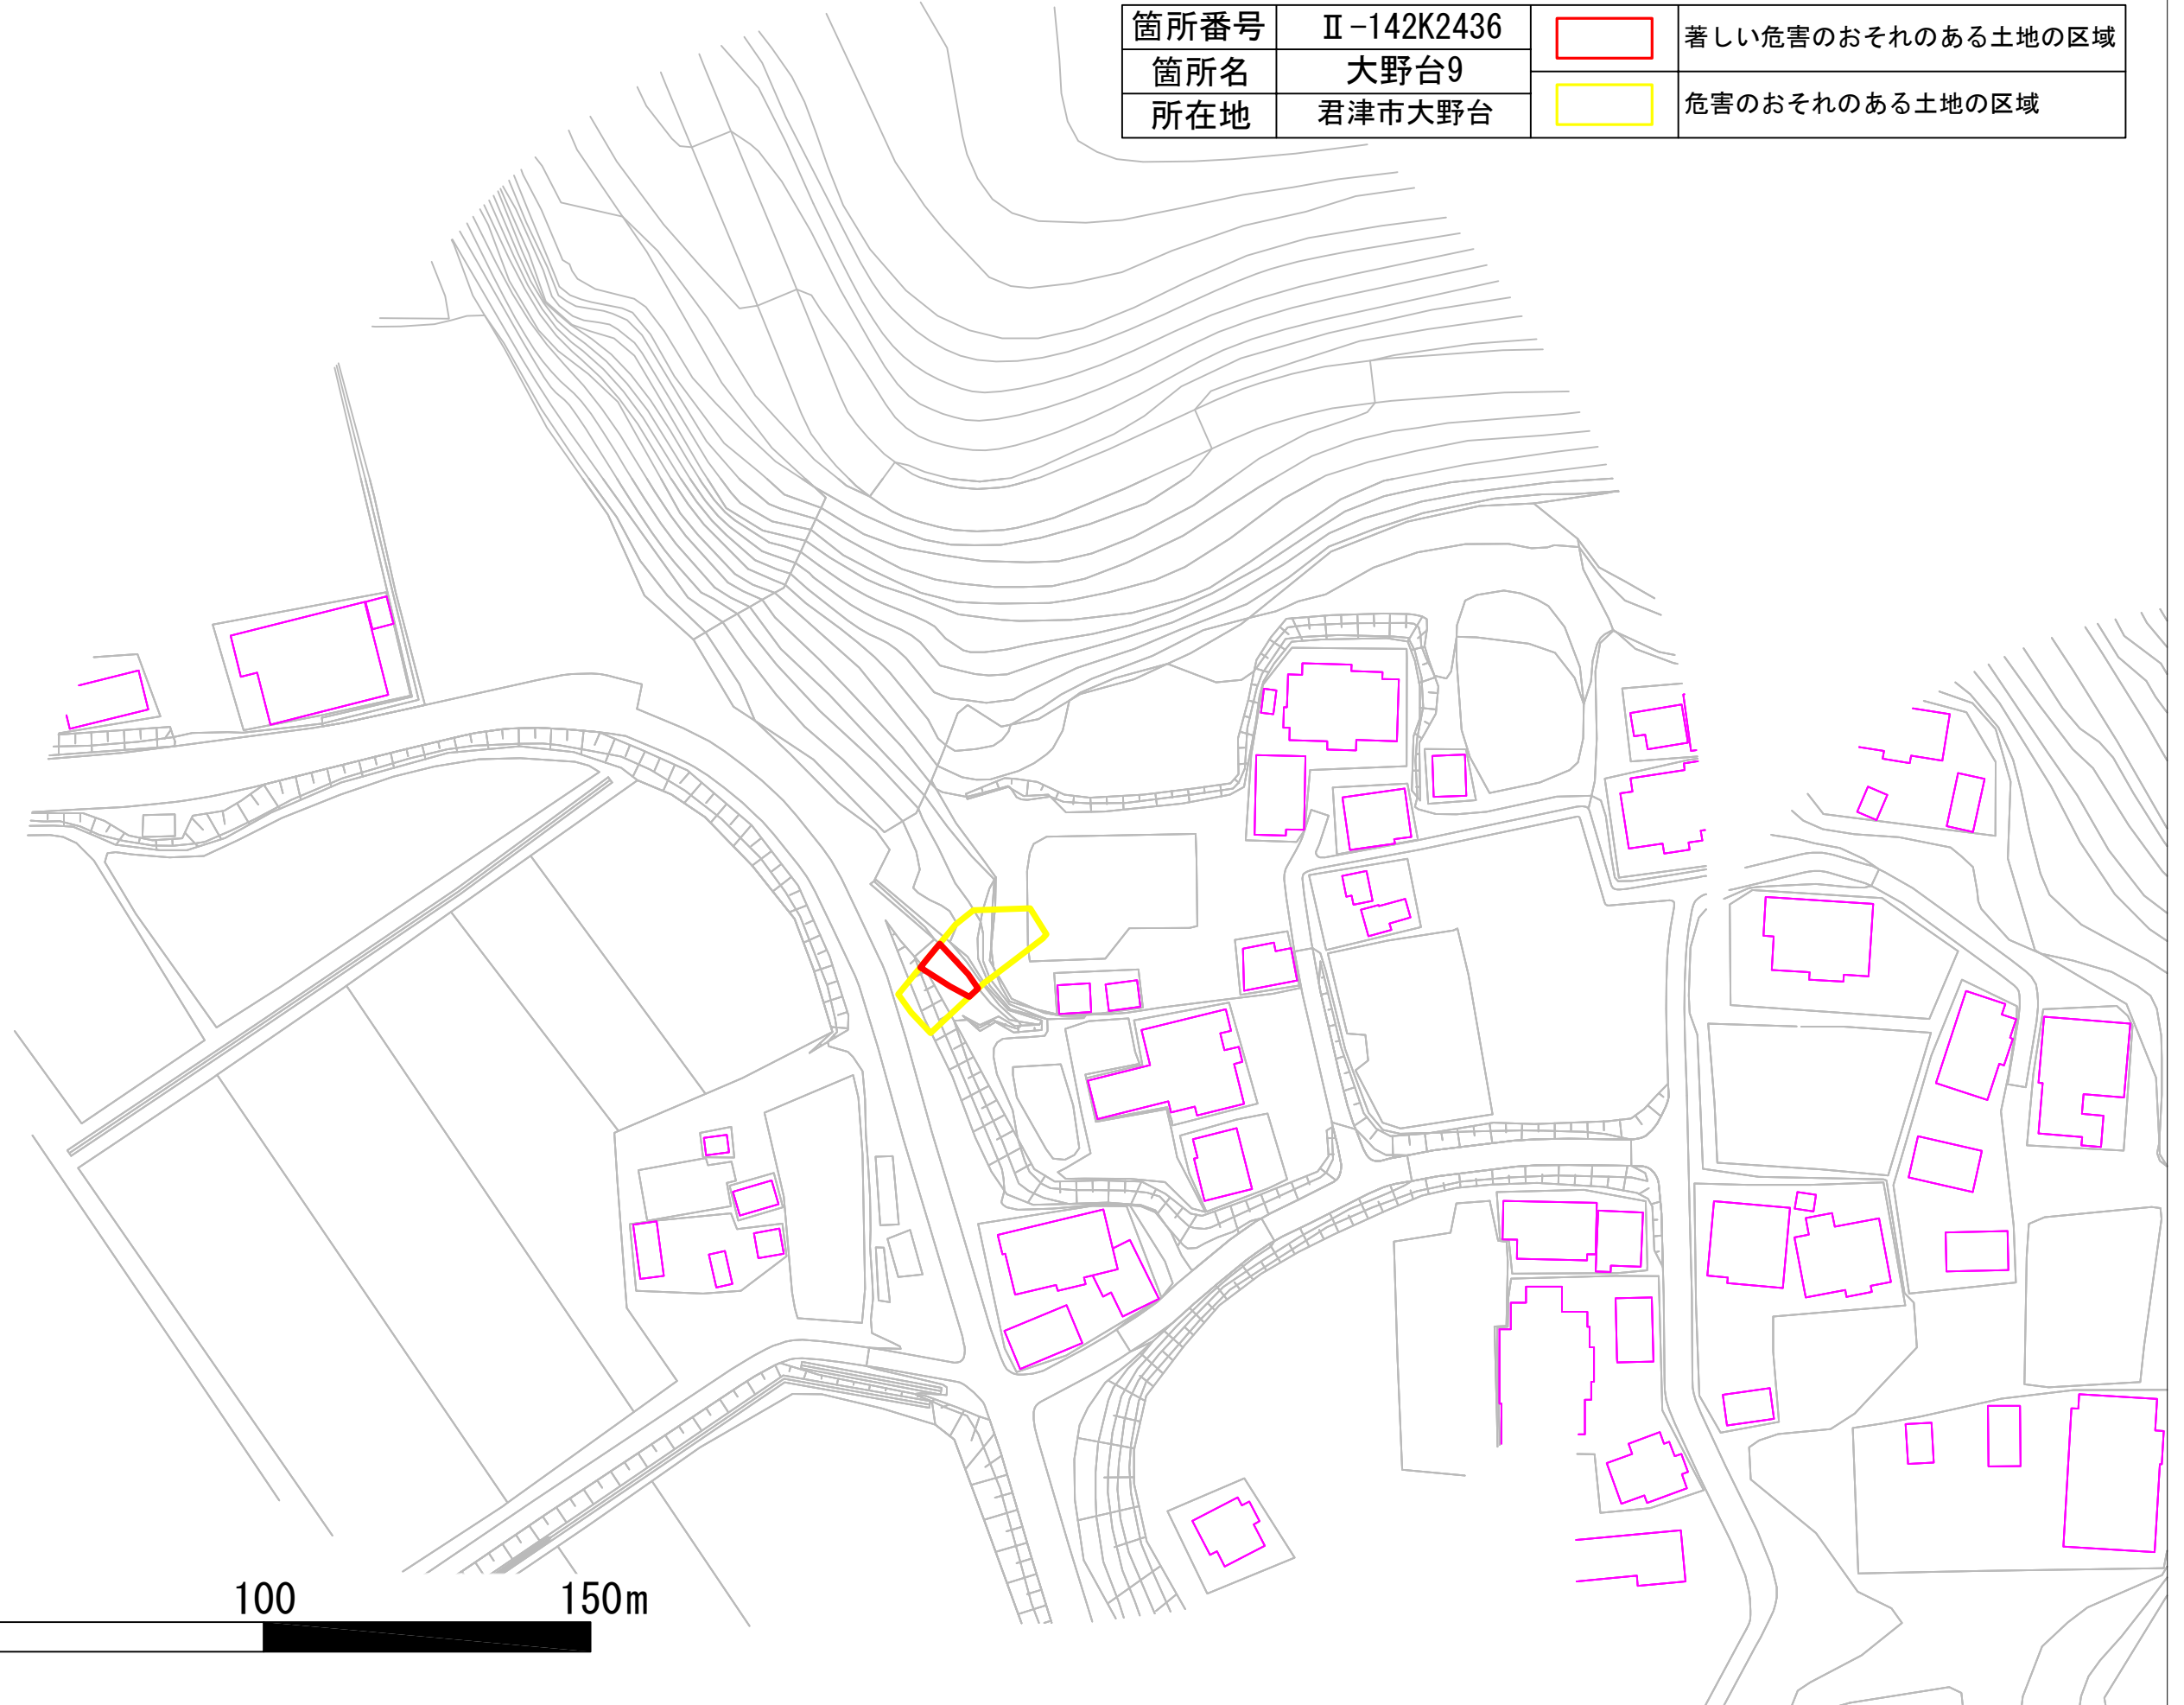 箇所番号 Ⅱ-142K2436
箇所名 大野台9
所在地 君津市大野台
著しい危害のおそれのある土地の区域
危害のおそれのある土地の区域
100 150m